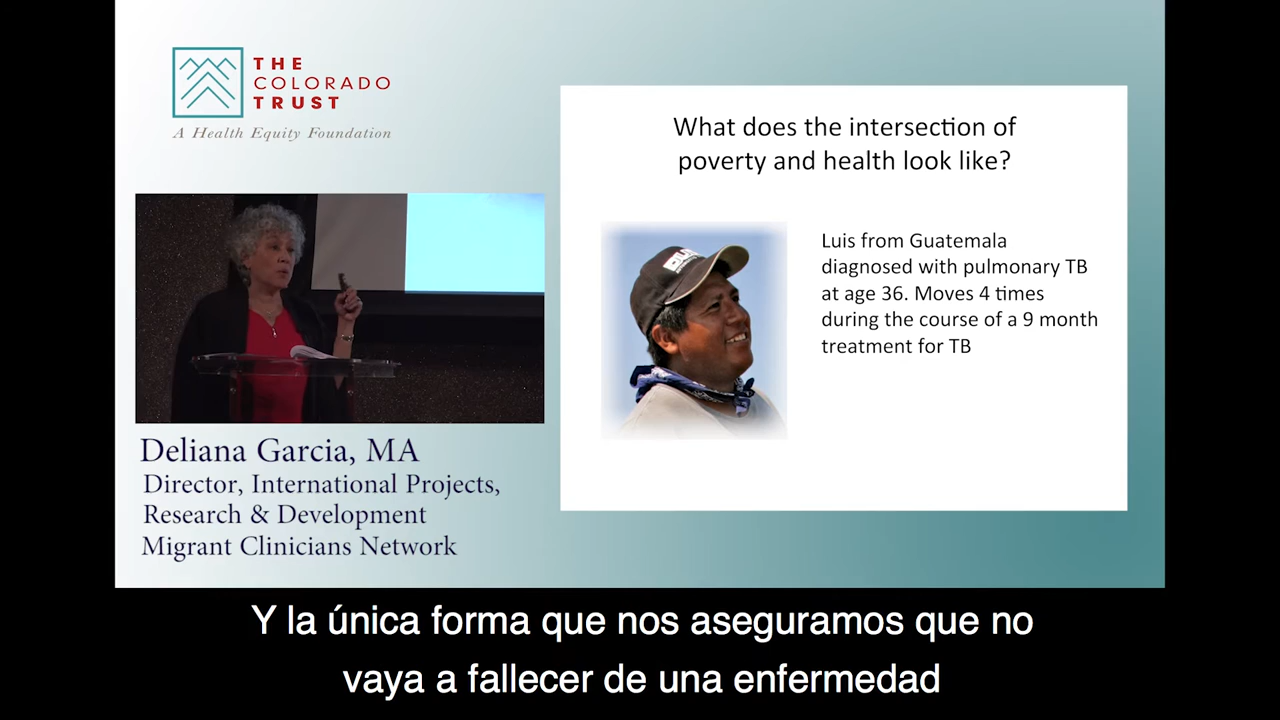 THE
COLORADO
TRUST
A Health Equity Foundation
What does the intersection of
poverty and health look like?
Luis from Guatemala
diagnosed with pulmonary TB
at age 36. Moves 4 times
during the course of a 9 month
treatment for TB
Deliana Garcia, MA
Director, International Projects,
Research & Development
Migrant Clinicians Network
Y la única forma que nos aseguramos que no
vaya a fallecer de una enfermedad